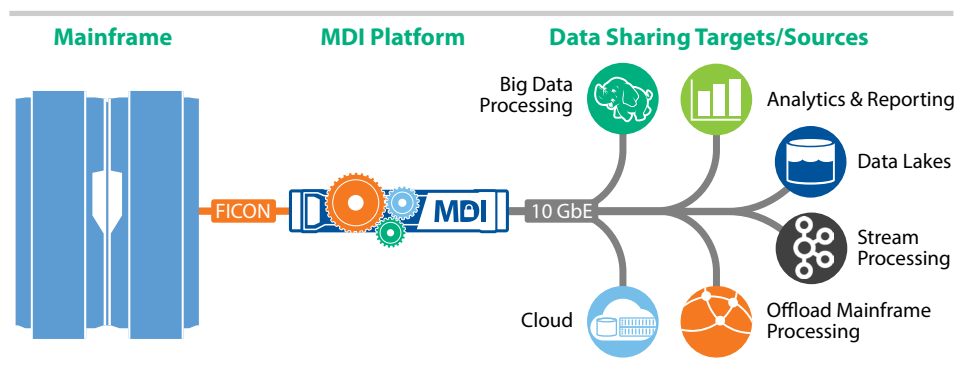 Mainframe
MDI Platform
Data Sharing Targets/Sources
Big Data
Processing
Analytics & Reporting
Data Lakes
FICON
MDI
10 GbE
Stream
Processing
Cloud
Offload Mainframe
Processing